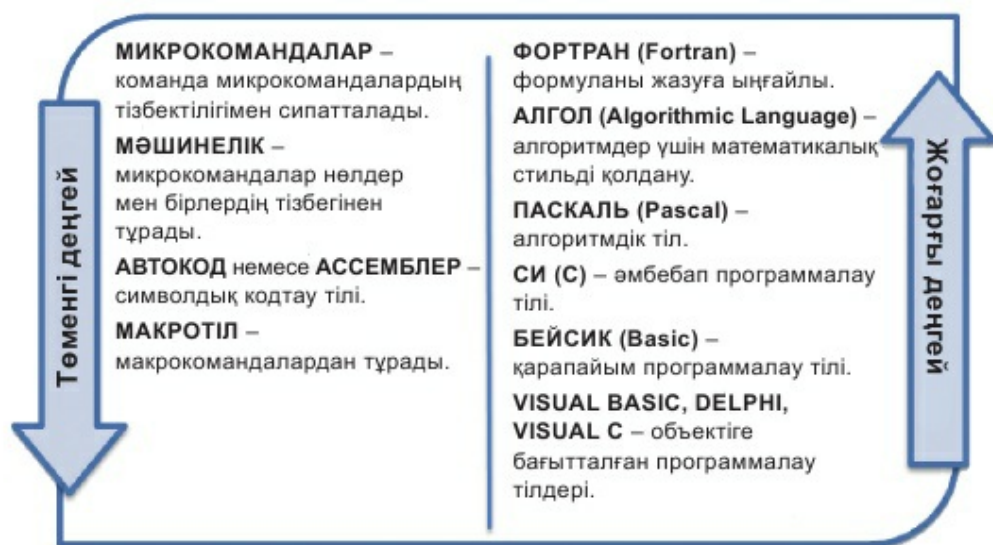 Төменгі деңгей
МИКРОКОМАНДАЛАР –
команда микрокомандалардың
тізбектілігімен сипатталады.
МӘШИНЕЛІК –
микрокомандалар нөлдер
мен бірлердің тізбегінен
тұрады.
АВТОКОД немесе АССЕМБЛЕР –
символдық кодтау тілі.
МАКРОТІЛ –
макрокомандалардан тұрады.
ФОРТРАН (Fortran) –
формуланы жазуға ыңғайлы.
АЛГОЛ (Algorithmic Language) –
алгоритмдер үшін математикалық
стильді қолдану.
ПАСКАЛЬ (Pascal) –
алгоритмдік тіл.
СИ (С) – әмбебап программалау
тілі.
БЕЙСИК (Basic) –
қарапайым программалау тілі.
VISUAL BASIC, DELPHI,
VISUAL C – объектіге
бағытталған программалау
тілдері.
Жоғарғы деңгей